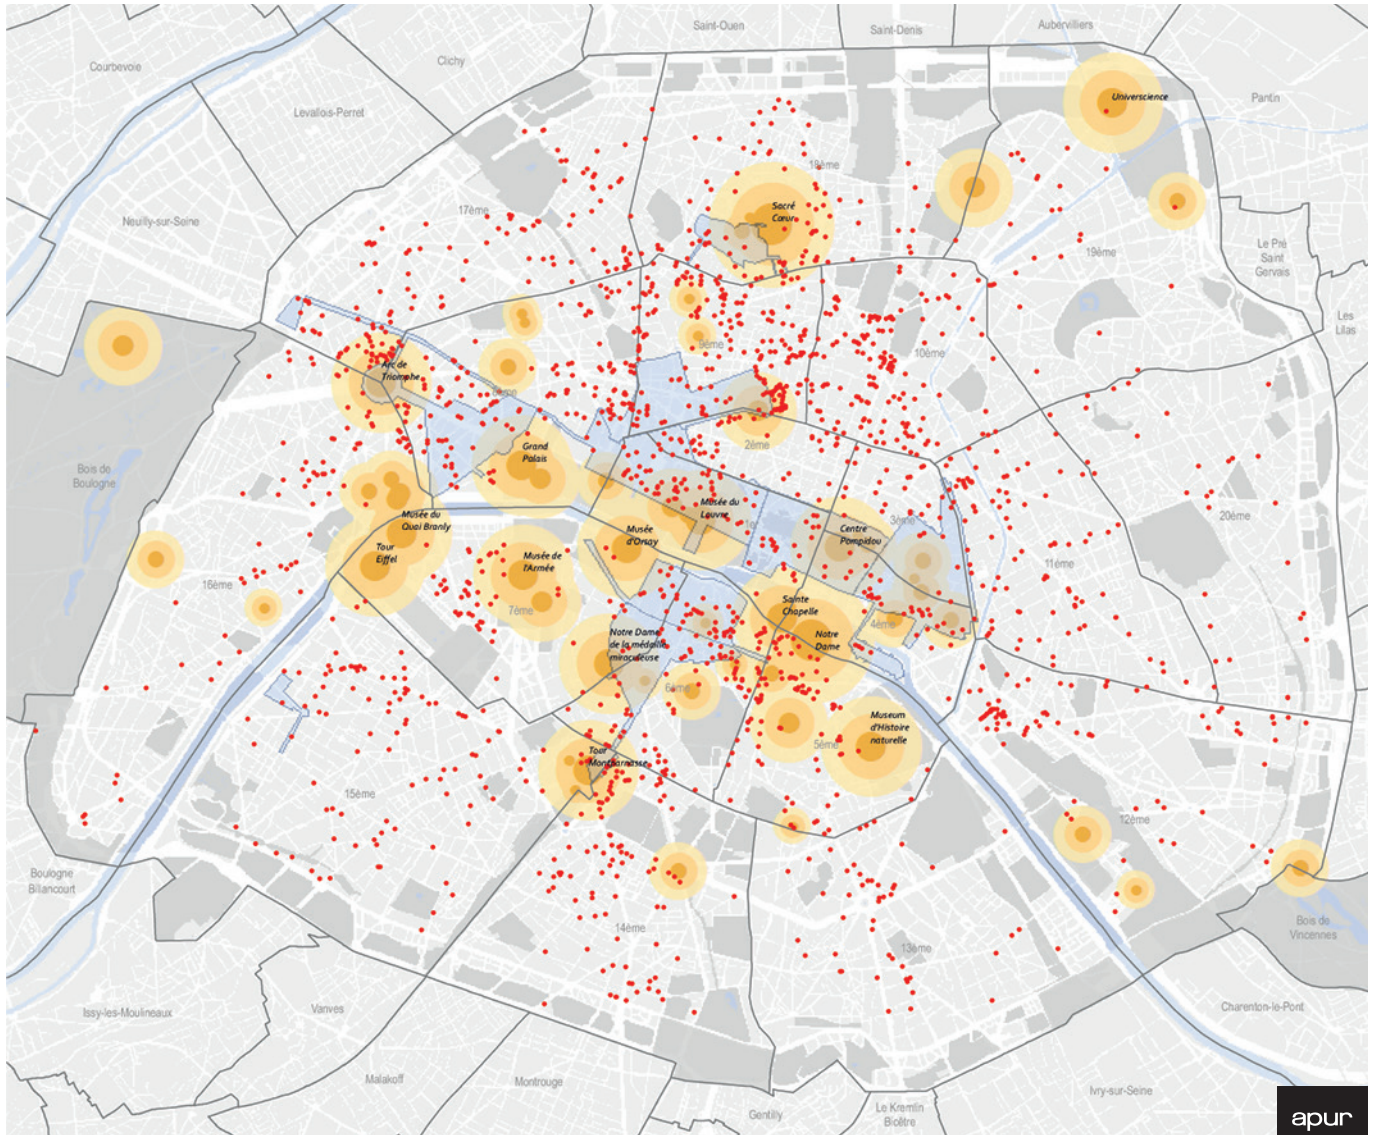 Saint-Ouen
Saint-Denis
Aubervilliers
Courbevoie
Clichy
Levallois-Perret
Universcience
Pantin
18ème
17ème
Sacré
Cœur
Neuilly-sur-Seine
19ème
Le Pré
Saint
Gervais
Les
Lilas
9ème
10ème
Arc de
Triomphe
8ème
2ème
Grand
Palais
Bois de
Boulogne
Musée du
Louvre
Musée du
Quai Branly
Musée
d'Orsay
Centre
Pompidou
3ème
20ème
Tour
Eiffel
Musée de
l'Armée
11ème
16ème
7ème
Sainte
Chapelle
4ème
Notre Dame
de la médaille
miraculeuse
Notre
Dame
6ème
Museum
d'Histoire
naturelle
5ème
Tour
Montparnasse
15ème
12ème
Boulogne
Billancourt
14ème
13ème
Bois de
Vincennes
Issy-les-Moulineaux
Vanves
Charenton-le-Pont
Malakoff
Montrouge
Ivry-sur-Seine
Gentilly
Le Kremlin
Bicêtre
apur